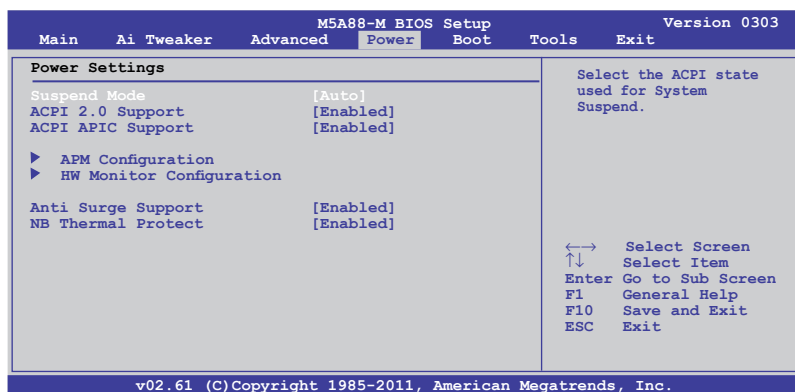 M5A88-M BIOS Setup Version 0303
Main Ai Tweaker Advanced Power Boot Tools Exit
Power Settings
Suspend Mode [Auto]
ACPI 2.0 Support [Enabled]
ACPI APIC Support [Enabled]
APM Configuration
HW Monitor Configuration
Anti Surge Support [Enabled]
NB Thermal Protect [Enabled]
Select the ACPI state
used for System
Suspend.
←→ Select Screen
↑↓ Select Item
Enter Go to Sub Screen
F1 General Help
F10 Save and Exit
ESC Exit
v02.61 (C)Copyright 1985-2011, American Megatrends, Inc.